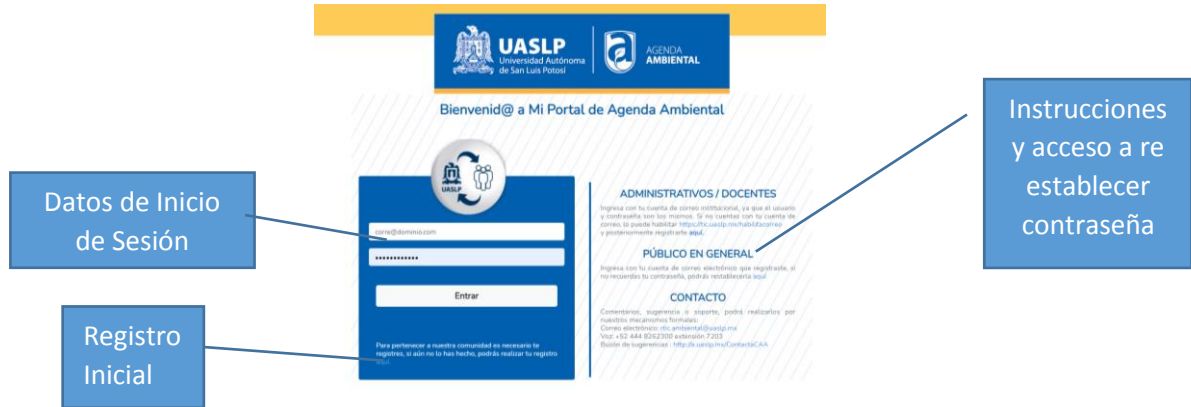 UASLP
Universidad Autónoma
de San Luis Potosí
AGENDA
AMBIENTAL
Bienvenid@ a Mi Portal de Agenda Ambiental
Instrucciones
y acceso a re
establecer
contraseña
Datos de Inicio
de Sesión
Registro
Inicial
UASLP
corre@dominio.com
••••••••••••
Entrar
Para pertenecer a nuestra comunidad es necesario te
registres, si aún no lo has hecho, podrás realizar tu registro
aquí.
ADMINISTRATIVOS / DOCENTES
Ingresa con tu cuenta de correo institucional, ya que el usuario
y contraseña son los mismos. Si no cuentas con tu cuenta de
correo, lo puede habilitar https://tic.uaslp.mx/habilitacorreo
y posteriormente registrarte aquí.
PÚBLICO EN GENERAL
Ingresa con tu cuenta de correo electrónico que registraste, si
no recuerdas tu contraseña, podrás restablecerla aquí
CONTACTO
Comentarios, sugerencia o soporte, podrá realizarlos por
nuestros mecanismos formales:
Correo electrónico: rtic.ambiental@uaslp.mx
Voz: +52 444 8262300 extensión 7203
Buzón de sugerencias : http://k.uaslp.mx/ContactaCAA